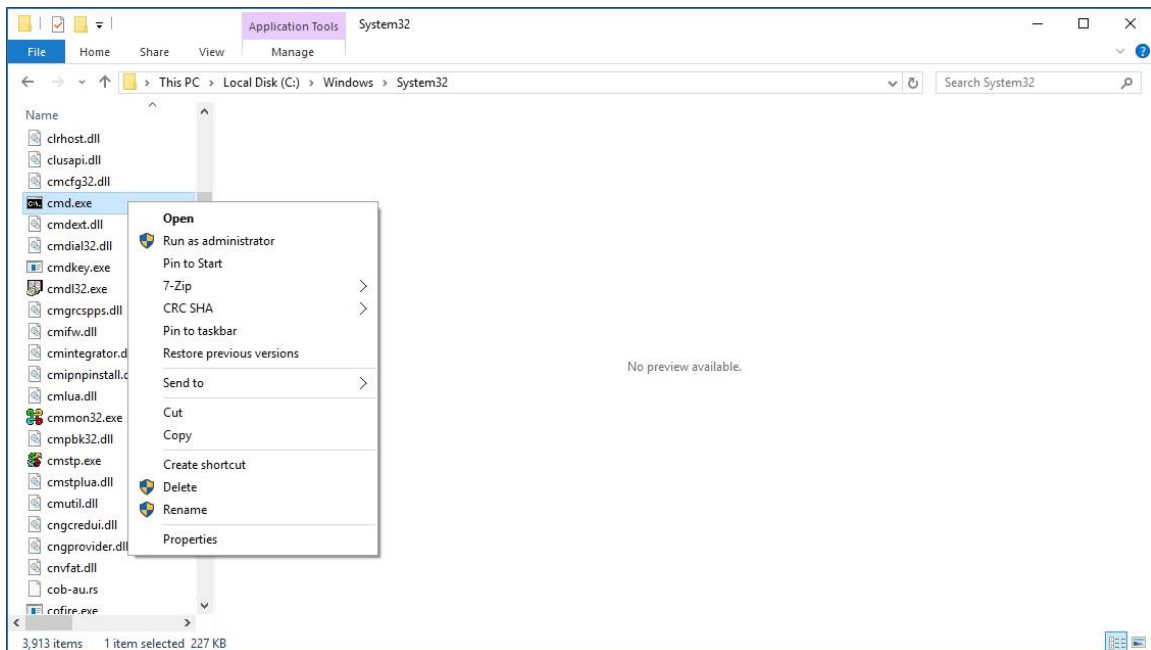 Application Tools System32
File Home Share View Manage
This PC > Local Disk (C:) > Windows > System32 Search System32
Name
clrhost.dll
clusapi.dll
cmcfg32.dll
cmd.exe
cmdext.dll
cmdial32.dll
cmdkey.exe
cmdl32.exe
cmgrcspps.dll
cmifw.dll
cmintegrator.d
cmipnpinstall.
cmlua.dll
cmmon32.exe
cmpbk32.dll
cmstp.exe
cmstplua.dll
cmutil.dll
cngcredui.dll
cngprovider.dll
cnvfat.dll
cob-au.rs
cofire.exe
Open
Run as administrator
Pin to Start
7-Zip
CRC SHA
Pin to taskbar
Restore previous versions
Send to
Cut
Copy
Create shortcut
Delete
Rename
Properties
No preview available.
3,913 items 1 item selected 227 KB